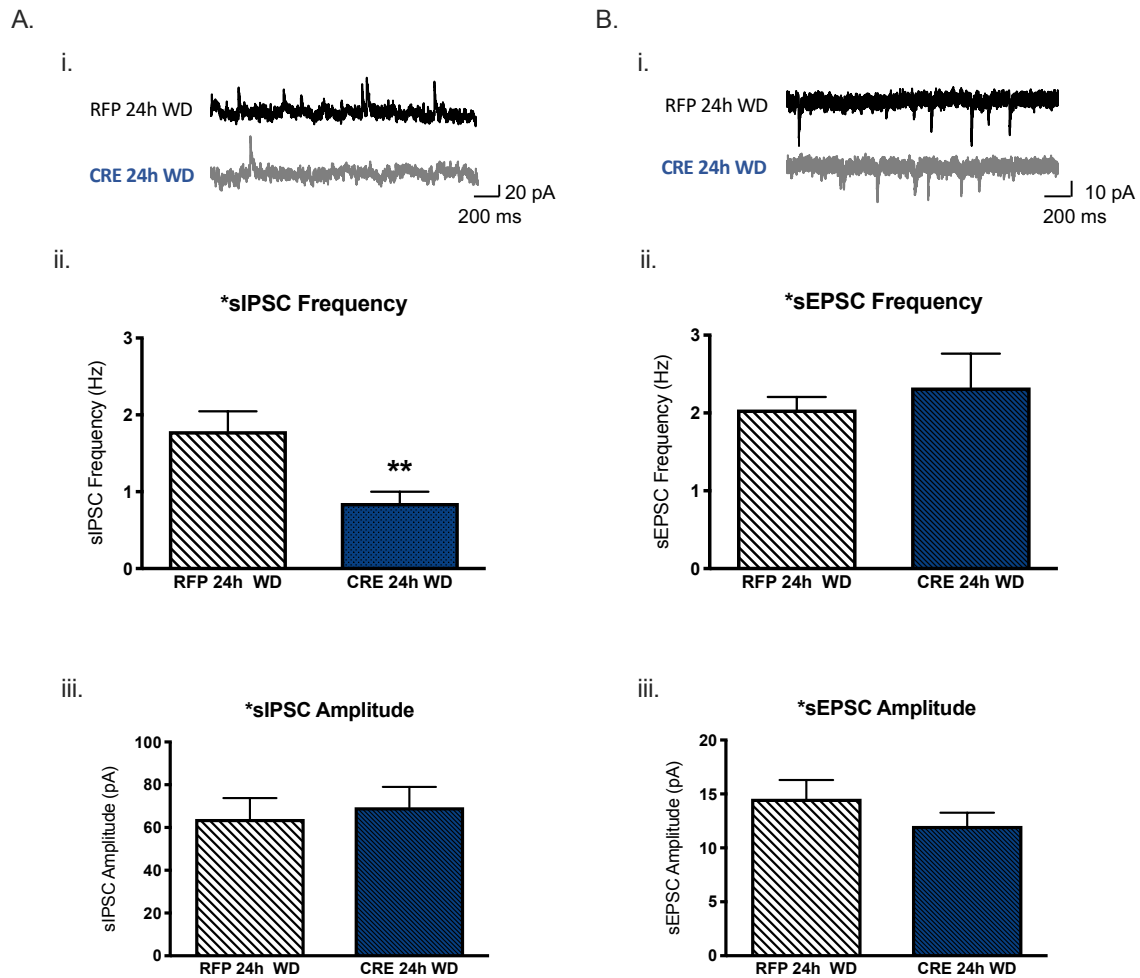 A.
i.
RFP 24h WD
CRE 24h WD
20 pA
200 ms
ii.
*sIPSC Frequency
sIPSC Frequency (Hz)
3
2
1
0
**
RFP 24h WD
CRE 24h WD
iii.
*sIPSC Amplitude
sIPSC Amplitude (pA)
100
80
60
40
20
0
RFP 24h WD
CRE 24h WD
B.
i.
RFP 24h WD
CRE 24h WD
10 pA
200 ms
ii.
*sEPSC Frequency
sEPSC Frequency (Hz)
3
2
1
0
RFP 24h WD
CRE 24h WD
iii.
*sEPSC Amplitude
sEPSC Amplitude (pA)
20
15
10
5
0
RFP 24h WD
CRE 24h WD